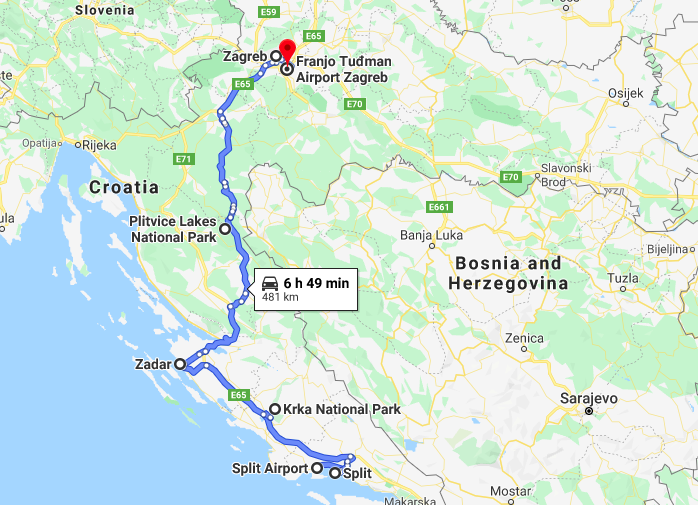 Slovenia
E59
E65
Zagreb
Franjo Tuđman
Airport Zagreb
E65
E70
Osijek
Opatija
Rijeka
E71
E70
Slavonski
Brod
Croatia
E661
Plitvice Lakes
National Park
Banja Luka
Bijeljina
Bosnia and
Herzegovina
6 h 49 min
481 km
Tuzla
Zenica
Zadar
E65
Krka National Park
Sarajevo
Split Airport
Split
Mostar
Makarska